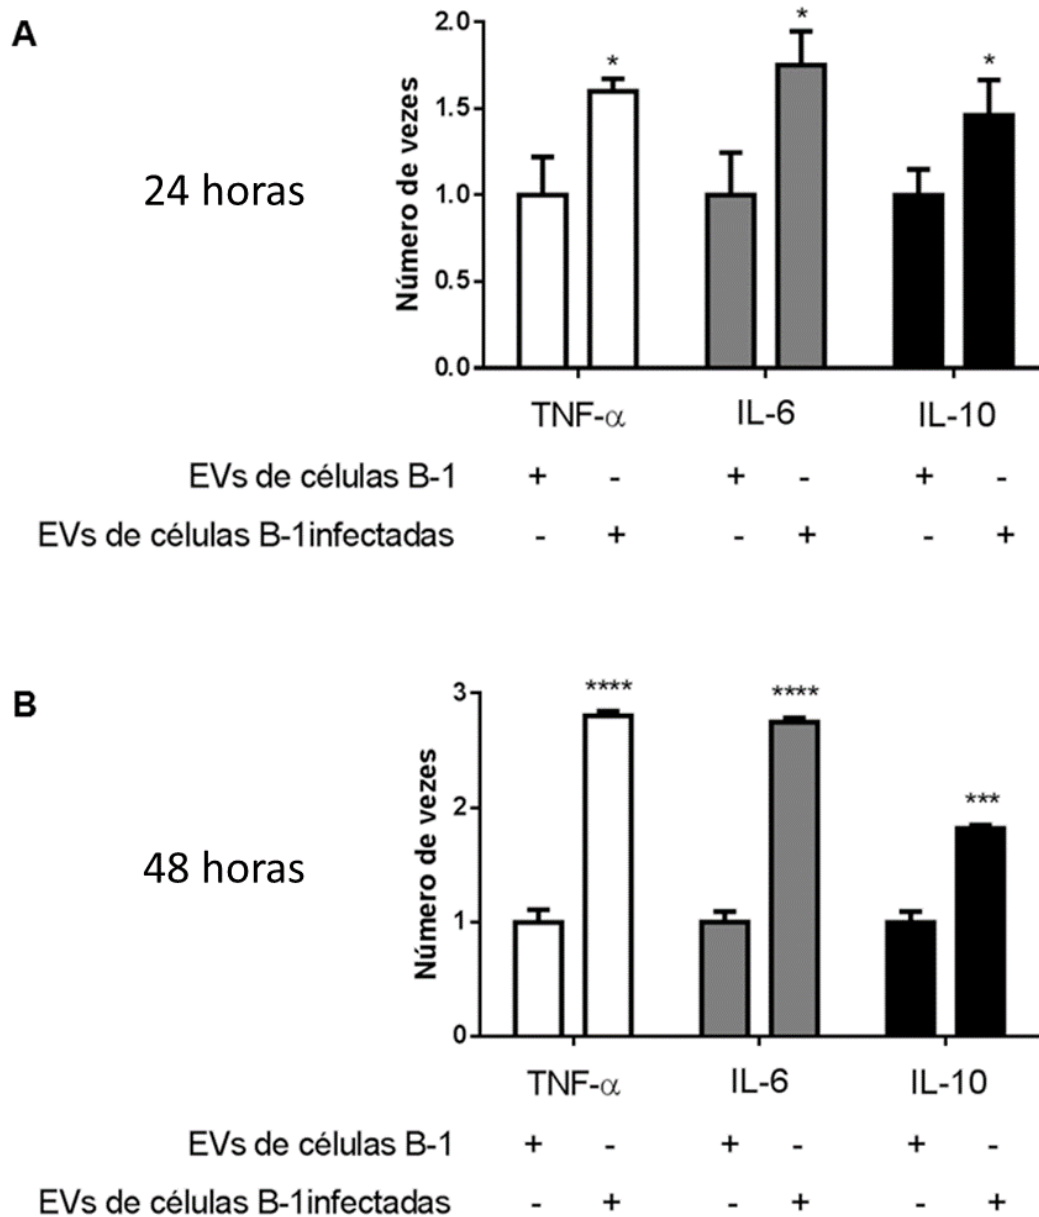 A
*
*
*
2.0
1.5
1.0
0.5
0.0
Número de vezes
24 horas
TNF-α IL-6 IL-10
EVs de células B-1 + - + - + -
EVs de células B-1infectadas - + - + - +
B
****
****
***
3
2
1
0
Número de vezes
48 horas
TNF-α IL-6 IL-10
EVs de células B-1 + - + - + -
EVs de células B-1infectadas - + - + - +